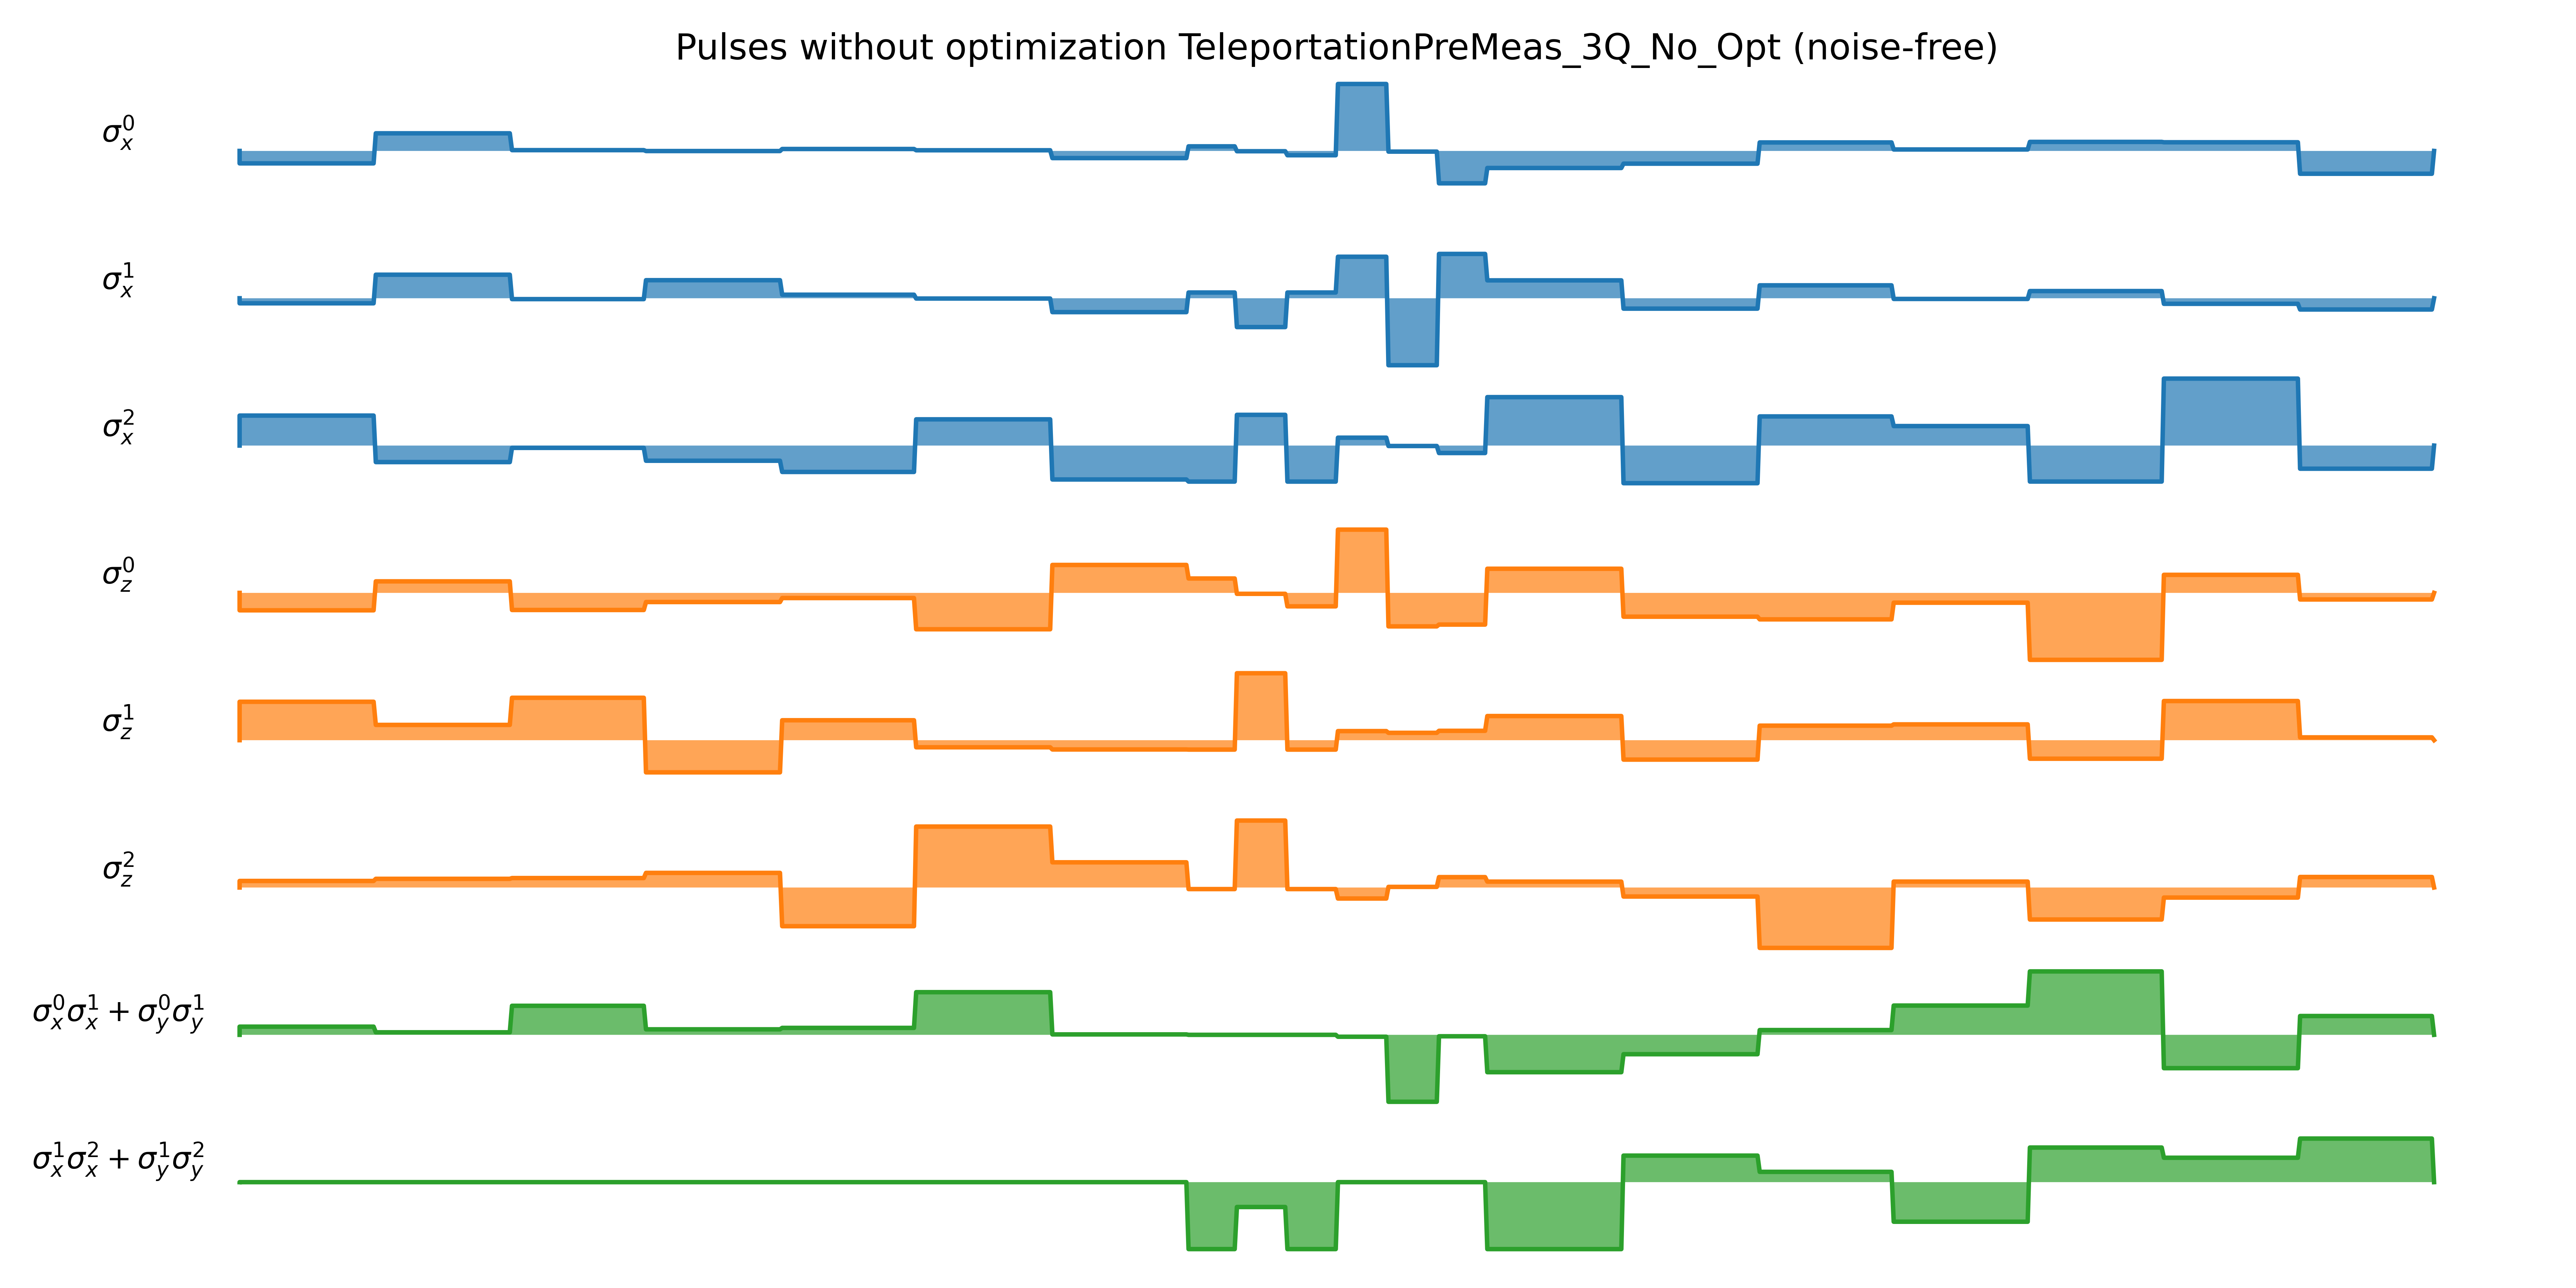 Pulses without optimization TeleportationPreMeas_3Q_No_Opt (noise-free)
σ_x^0
σ_x^1
σ_x^2
σ_z^0
σ_z^1
σ_z^2
σ_x^0σ_x^1 + σ_y^0σ_y^1
σ_x^1σ_x^2 + σ_y^1σ_y^2